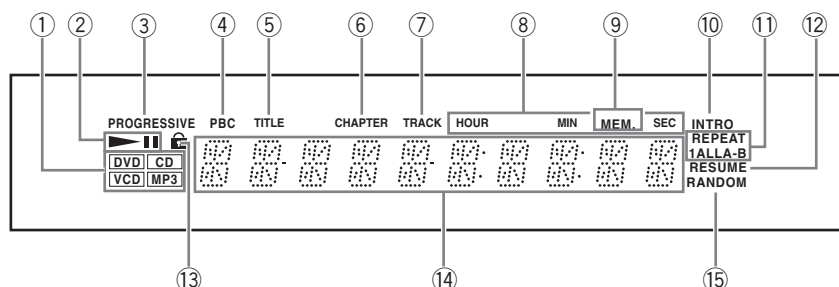 ① ② ③ ④ ⑤ ⑥ ⑦ ⑧ ⑨ ⑩ ⑪ ⑫
PROGRESSIVE PBC TITLE CHAPTER TRACK HOUR MIN MEM. SEC INTRO
REPEAT
1ALLA-B
DVD CD
RESUME
VCD MP3
RANDOM
⑬ ⑭ ⑮